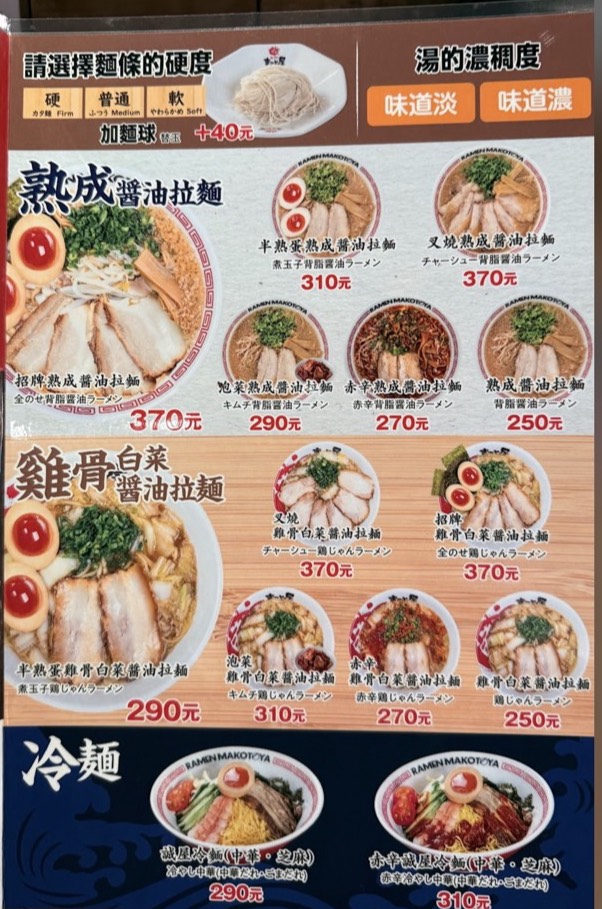 請選擇麵條的硬度
硬 普通 軟
カタ麺 Firm ふつう Medium やわらかめ Soft
加麵球 替玉 +40元
湯的濃稠度
味道淡 味道濃
熟成醬油拉麵
RAMEN MAKOTOYA
半熟蛋熟成醬油拉麵
煮玉子背脂醤油ラーメン
310元
RAMEN MAKOTOYA
叉燒熟成醬油拉麵
チャーシュー背脂醤油ラーメン
370元
招牌熟成醬油拉麵
全のせ背脂醤油ラーメン
370元
RAMEN MAKOTOYA
泡菜熟成醬油拉麵
キムチ背脂醤油ラーメン
290元
RAMEN MAKOTOYA
赤辛熟成醬油拉麵
赤辛背脂醤油ラーメン
270元
RAMEN MAKOTOYA
熟成醬油拉麵
背脂醤油ラーメン
250元
雞骨白菜醬油拉麵
叉燒
雞骨白菜醬油拉麵
チャーシュー鶏じゃんラーメン
370元
招牌
雞骨白菜醬油拉麵
全のせ鶏じゃんラーメン
370元
半熟蛋雞骨白菜醬油拉麵
煮玉子鶏じゃんラーメン
290元
泡菜
雞骨白菜醬油拉麵
キムチ鶏じゃんラーメン
310元
赤辛
雞骨白菜醬油拉麵
赤辛鶏じゃんラーメン
270元
雞骨白菜醬油拉麵
鶏じゃんラーメン
250元
冷麵
RAMEN MAKOTOYA
誠屋冷麵(中華・芝麻)
冷やし中華(中華だれ・ごまだれ)
290元
RAMEN MAKOTOYA
赤辛誠屋冷麵(中華・芝麻)
赤辛冷やし中華(中華だれ・ごまだれ)
310元